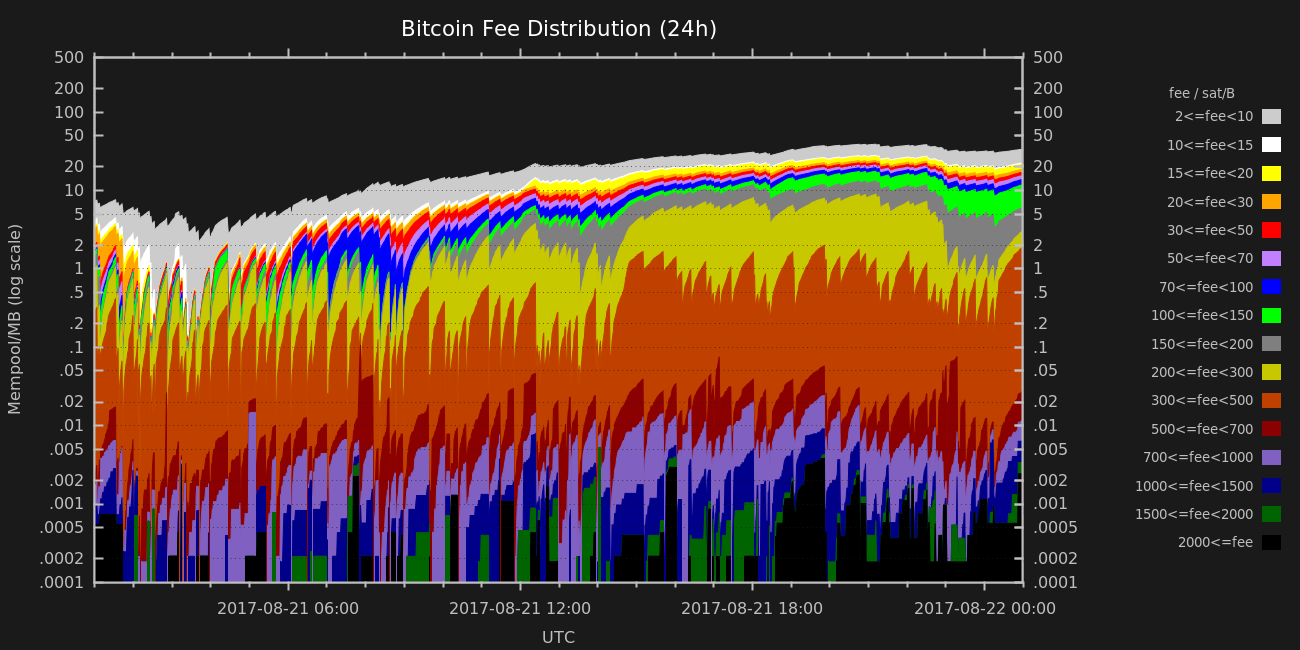 Bitcoin Fee Distribution (24h)
500
200
100
50
20
10
5
2
1
.5
.2
.1
.05
.02
.01
.005
.002
.001
.0005
.0002
.0001
Mempool/MB (log scale)
500
200
100
50
20
10
5
2
1
.5
.2
.1
.05
.02
.01
.005
.002
.001
.0005
.0002
.0001
fee / sat/B
2<=fee<10
10<=fee<15
15<=fee<20
20<=fee<30
30<=fee<50
50<=fee<70
70<=fee<100
100<=fee<150
150<=fee<200
200<=fee<300
300<=fee<500
500<=fee<700
700<=fee<1000
1000<=fee<1500
1500<=fee<2000
2000<=fee
2017-08-21 06:00 2017-08-21 12:00 2017-08-21 18:00 2017-08-22 00:00
UTC